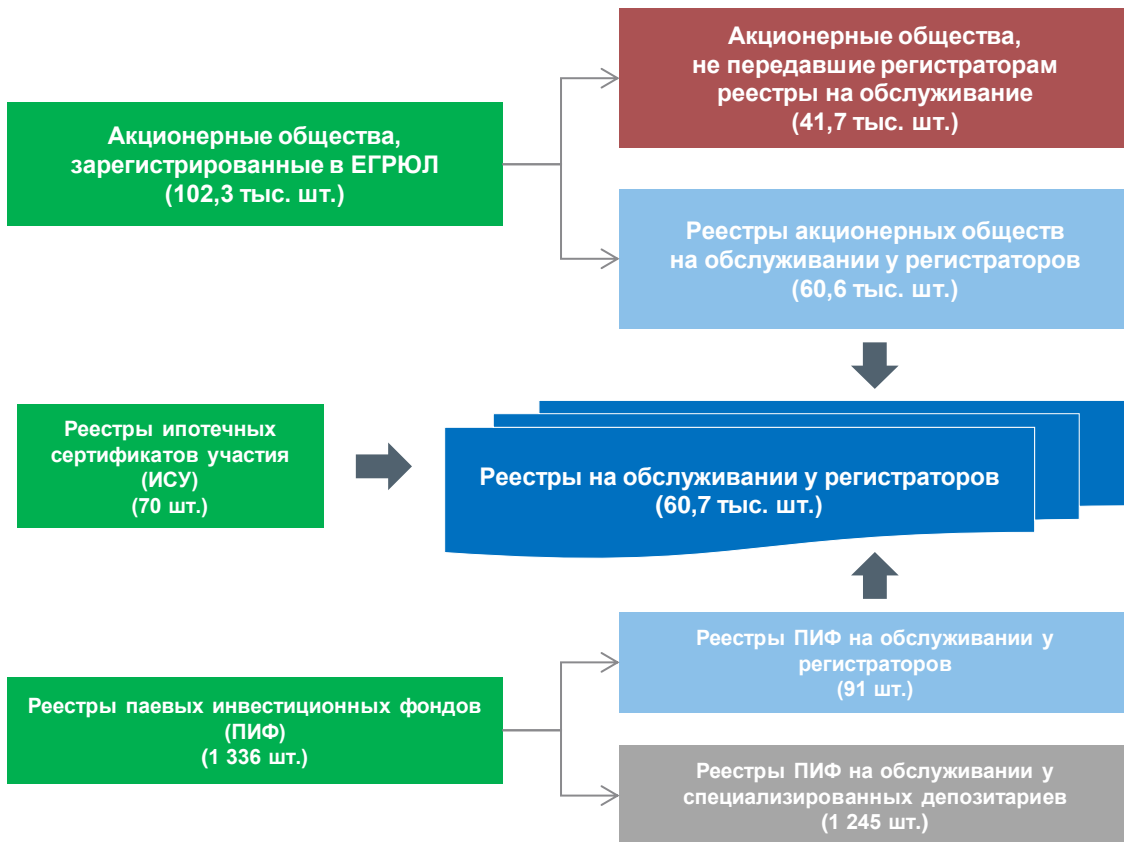 Акционерные общества,
не передавшие регистраторам
реестры на обслуживание
(41,7 тыс. шт.)
Акционерные общества,
зарегистрированные в ЕГРЮЛ
(102,3 тыс. шт.)
Реестры акционерных обществ
на обслуживании у регистраторов
(60,6 тыс. шт.)
Реестры ипотечных
сертификатов участия
(ИСУ)
(70 шт.)
Реестры на обслуживании у регистраторов
(60,7 тыс. шт.)
Реестры ПИФ на обслуживании у
регистраторов
(91 шт.)
Реестры паевых инвестиционных фондов
(ПИФ)
(1 336 шт.)
Реестры ПИФ на обслуживании у
специализированных депозитариев
(1 245 шт.)